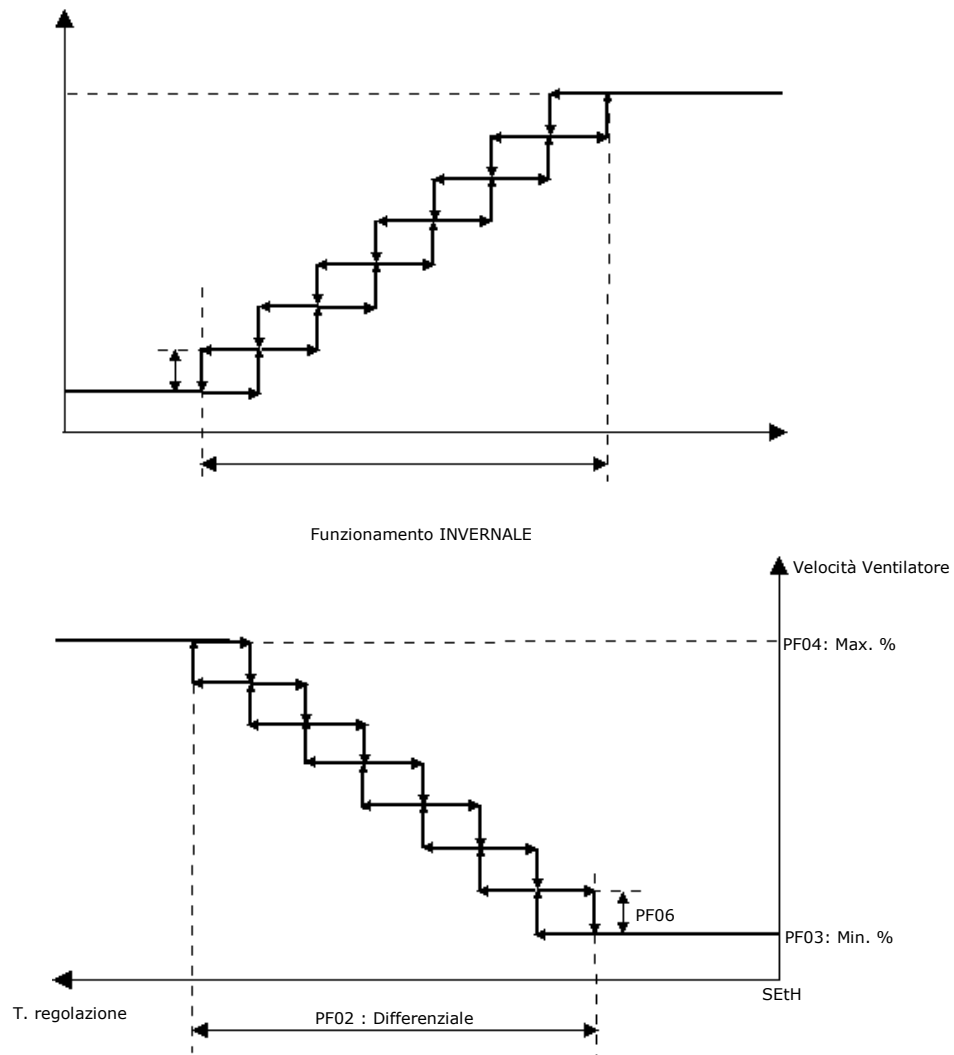 Funzionamento INVERNALE
Velocità Ventilatore
PF04: Max. %
PF06
PF03: Min. %
SEtH
T. regolazione
PF02 : Differenziale